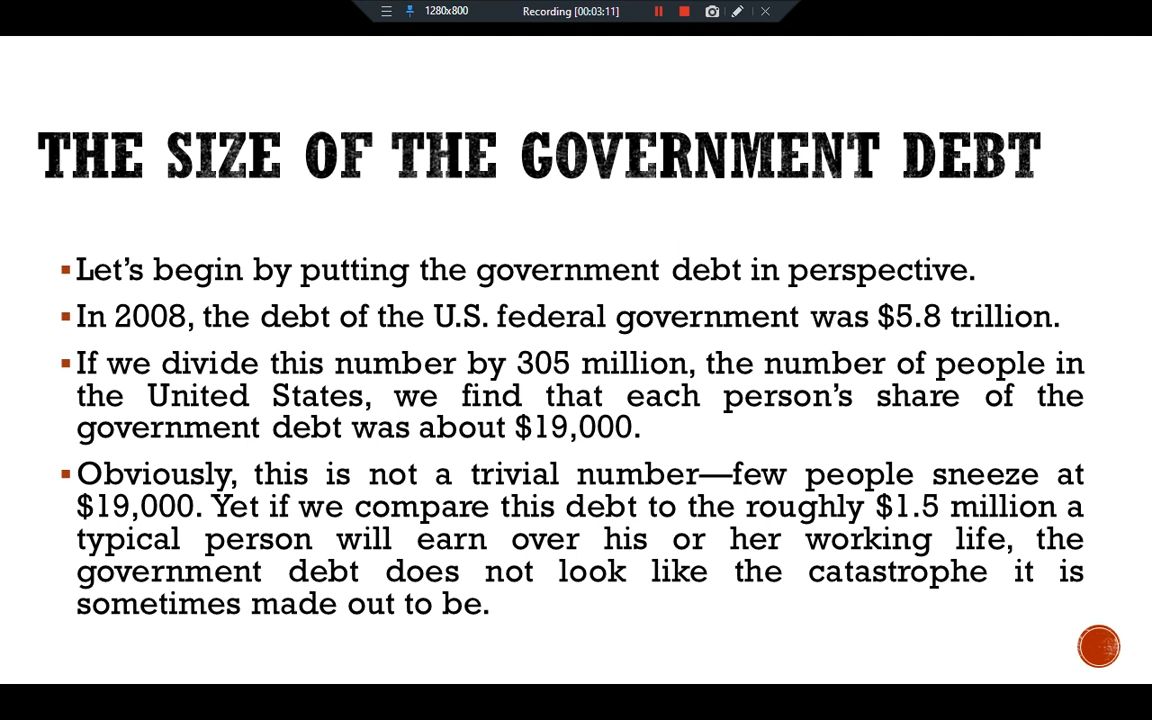 1280x800
Recording [00:03:11]
THE SIZE OF THE GOVERNMENT DEBT
▪Let’s begin by putting the government debt in perspective.
▪In 2008, the debt of the U.S. federal government was $5.8 trillion.
▪If we divide this number by 305 million, the number of people in
the United States, we find that each person’s share of the
government debt was about $19,000.
▪Obviously, this is not a trivial number—few people sneeze at
$19,000. Yet if we compare this debt to the roughly $1.5 million a
typical person will earn over his or her working life, the
government debt does not look like the catastrophe it is
sometimes made out to be.